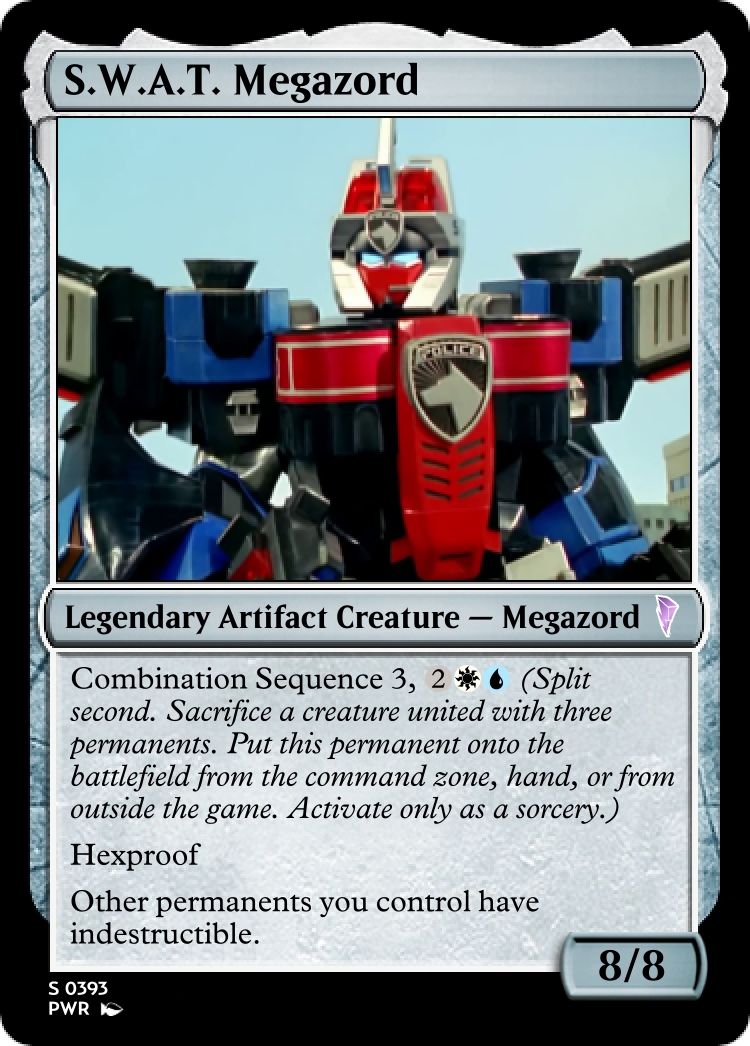 S.W.A.T. Megazord
POLICE
POLICE
Legendary Artifact Creature — Megazord
Combination Sequence 3, 2 (Split
second. Sacrifice a creature united with three
permanents. Put this permanent onto the
battlefield from the command zone, hand, or from
outside the game. Activate only as a sorcery.)
Hexproof
Other permanents you control have
indestructible.
8/8
S 0393
PWR